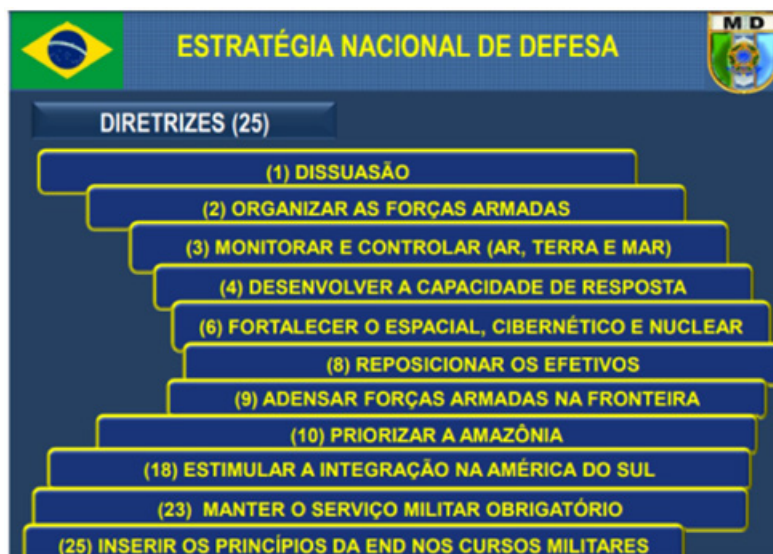 ESTRATÉGIA NACIONAL DE DEFESA
M D
DIRETRIZES (25)
(1) DISSUASÃO
(2) ORGANIZAR AS FORÇAS ARMADAS
(3) MONITORAR E CONTROLAR (AR, TERRA E MAR)
(4) DESENVOLVER A CAPACIDADE DE RESPOSTA
(6) FORTALECER O ESPACIAL, CIBERNÉTICO E NUCLEAR
(8) REPOSICIONAR OS EFETIVOS
(9) ADENSAR FORÇAS ARMADAS NA FRONTEIRA
(10) PRIORIZAR A AMAZÔNIA
(18) ESTIMULAR A INTEGRAÇÃO NA AMÉRICA DO SUL
(23) MANTER O SERVIÇO MILITAR OBRIGATÓRIO
(25) INSERIR OS PRINCÍPIOS DA END NOS CURSOS MILITARES